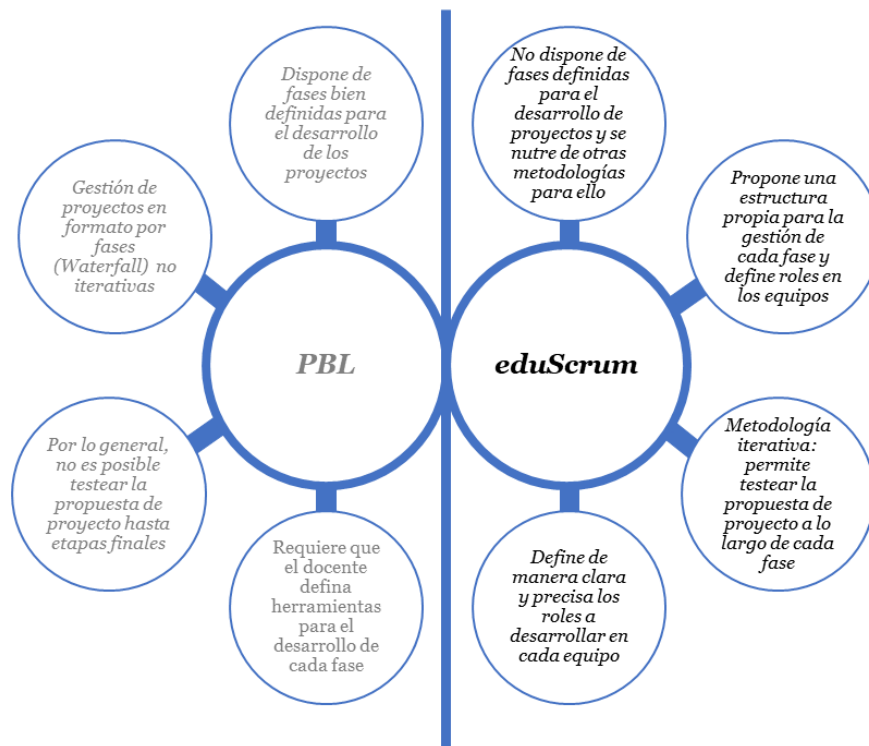 Dispone de
fases bien
definidas para
el desarrollo
de los
proyectos
Gestión de
proyectos en
formato por
fases
(Waterfall) no
iterativas
PBL
Por lo general,
no es posible
testear la
propuesta de
proyecto hasta
etapas finales
Requiere que
el docente
defina
herramientas
para el
desarrollo de
cada fase
No dispone de
fases definidas
para el
desarrollo de
proyectos y se
nutre de otras
metodologías
para ello
Propone una
estructura
propia para la
gestión de
cada fase y
define roles en
los equipos
eduScrum
Metodología
iterativa:
permite
testear la
propuesta de
proyecto a lo
largo de cada
fase
Define de
manera clara
y precisa los
roles a
desarrollar en
cada equipo